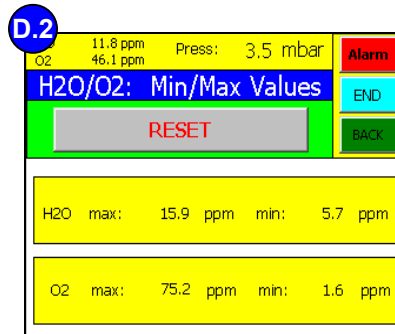 D.2
11.8 ppm Press: 3.5 mbar Alarm
O2 46.1 ppm
H2O/O2: Min/Max Values END
RESET BACK
H2O max: 15.9 ppm min: 5.7 ppm
O2 max: 75.2 ppm min: 1.6 ppm